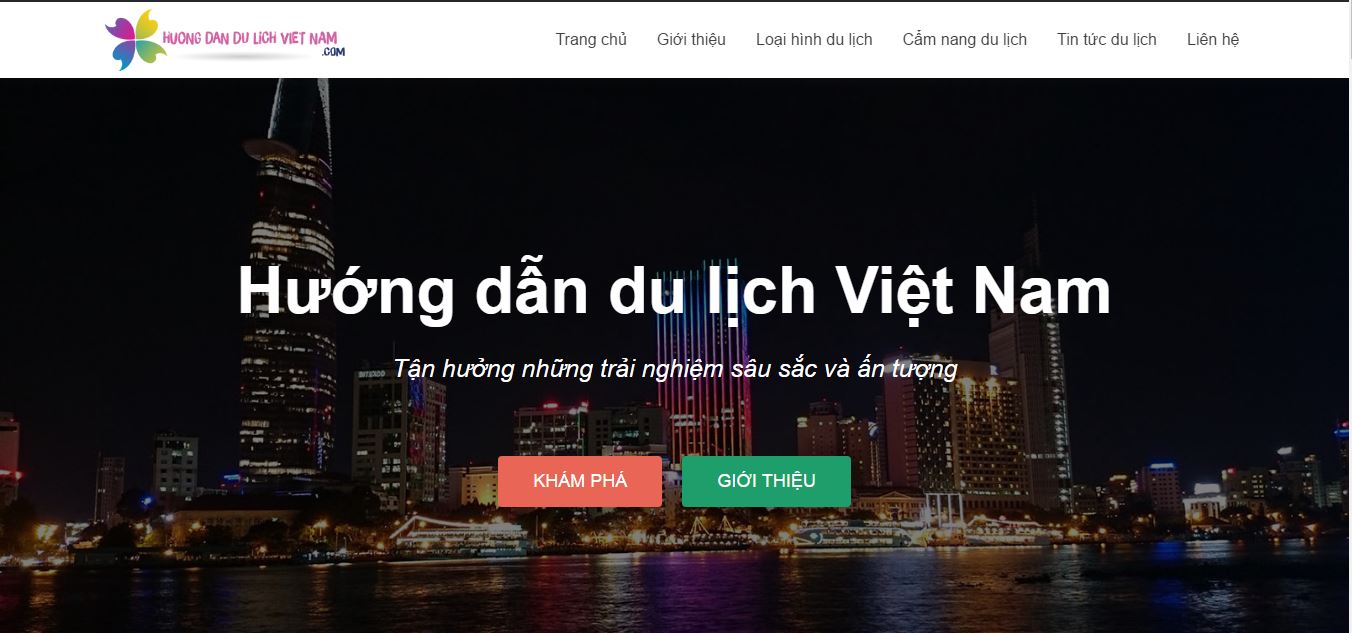 HUONG DAN DU LICH VIET NAM
.COM
Trang chủ Giới thiệu Loại hình du lịch Cẩm nang du lịch Tin tức du lịch Liên hệ
Hướng dẫn du lịch Việt Nam
Tận hưởng những trải nghiệm sâu sắc và ấn tượng
KHÁM PHÁ GIỚI THIỆU